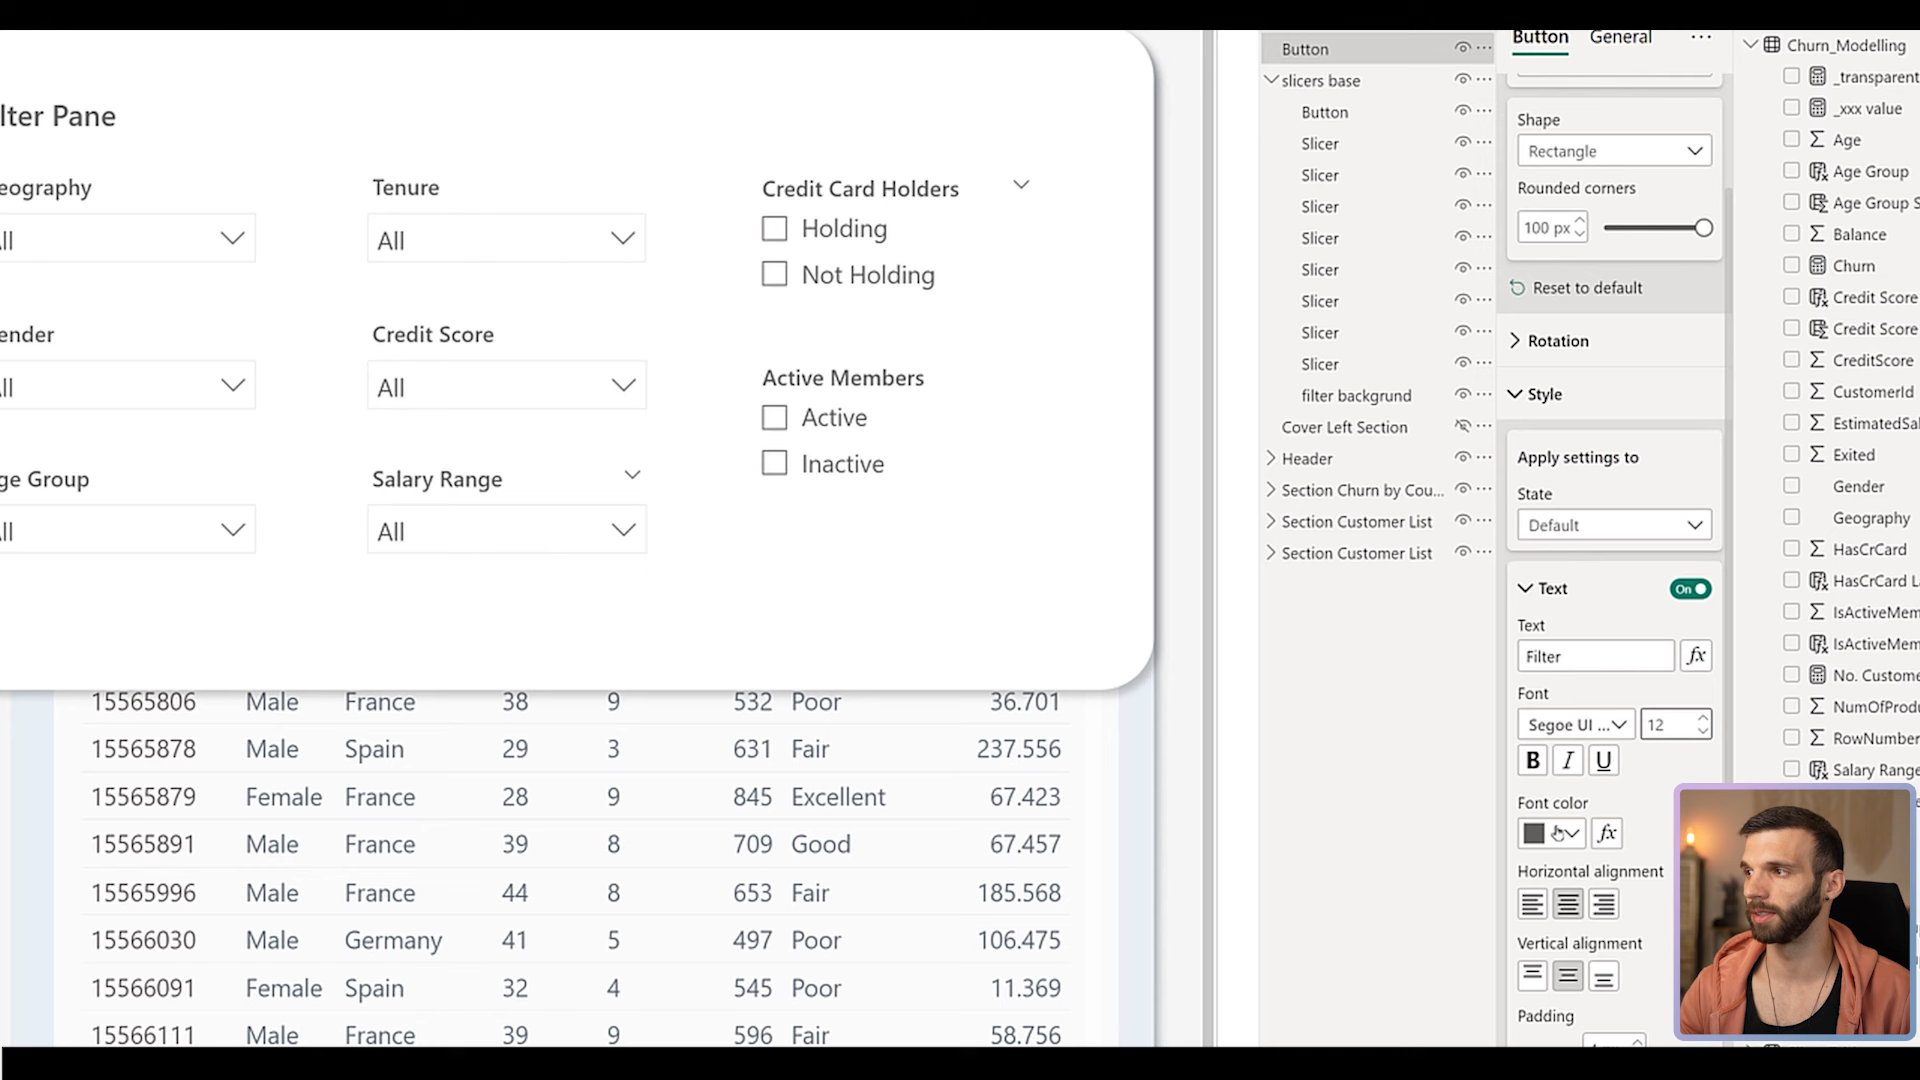 lter Pane
eography
Tenure
Credit Card Holders
ll
All
Holding
Not Holding
ender
Credit Score
ll
All
Active Members
Active
Inactive
ge Group
Salary Range
ll
All
15565806 Male France 38 9 532 Poor 36.701
15565878 Male Spain 29 3 631 Fair 237.556
15565879 Female France 28 9 845 Excellent 67.423
15565891 Male France 39 8 709 Good 67.457
15565996 Male France 44 8 653 Fair 185.568
15566030 Male Germany 41 5 497 Poor 106.475
15566091 Female Spain 32 4 545 Poor 11.369
15566111 Male France 39 9 596 Fair 58.756
Button
slicers base
Button
Slicer
Slicer
Slicer
Slicer
Slicer
Slicer
Slicer
Slicer
filter backgrund
Cover Left Section
Header
Section Churn by Cou...
Section Customer List
Section Customer List
Button General
Shape
Rectangle
Rounded corners
100 px
Reset to default
Rotation
Style
Apply settings to
State
Default
Text On
Text
Filter fx
Font
Segoe UI ... 12
B I U
Font color
fx
Horizontal alignment
Vertical alignment
Padding
Churn_Modelling
_transparent
_xxx value
Age
Age Group
Age Group S
Balance
Churn
Credit Score
Credit Score
CreditScore
CustomerId
EstimatedSal
Exited
Gender
Geography
HasCrCard
HasCrCard La
IsActiveMem
IsActiveMem
No. Custome
NumOfProdu
RowNumber
Salary Range